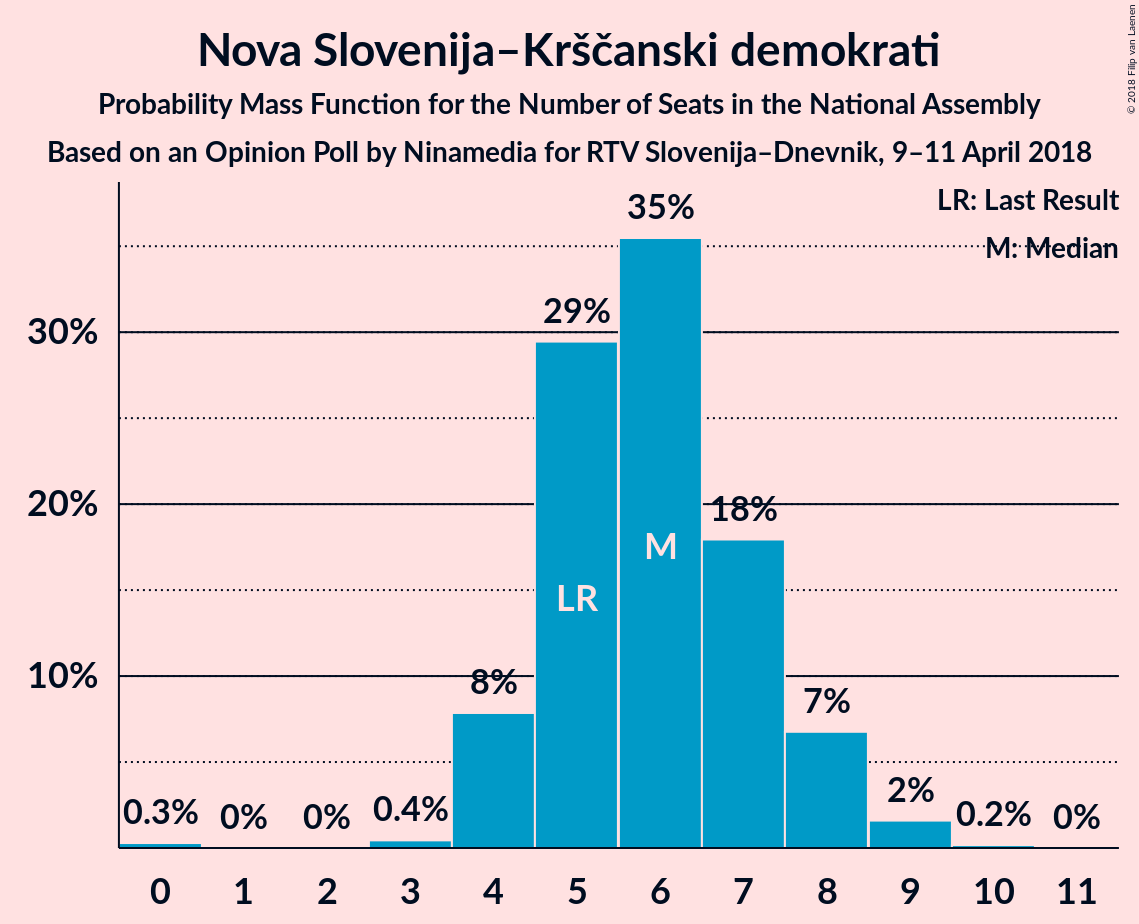 Nova Slovenija–Krščanski demokrati
Probability Mass Function for the Number of Seats in the National Assembly
Based on an Opinion Poll by Ninamedia for RTV Slovenija–Dnevnik, 9–11 April 2018
© 2018 Filip van Laenen
LR: Last Result
M: Median
35%
29%
30%
18%
20%
M
LR
10%
8%
7%
2%
0.3% 0% 0% 0.4% 0.2% 0%
0 1 2 3 4 5 6 7 8 9 10 11